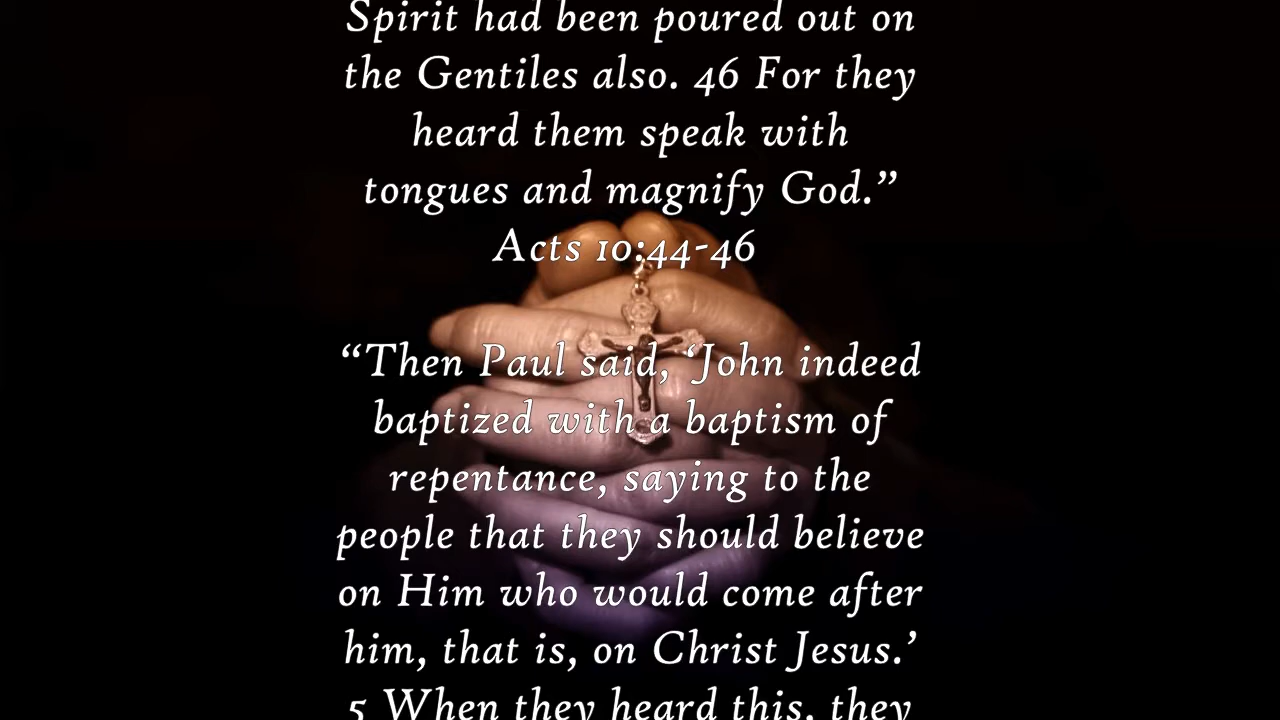 Spirit had been poured out on
the Gentiles also. 46 For they
heard them speak with
tongues and magnify God.”
Acts 10:44-46
“Then Paul said, ‘John indeed
baptized with a baptism of
repentance, saying to the
people that they should believe
on Him who would come after
him, that is, on Christ Jesus.’
5 When they heard this, they